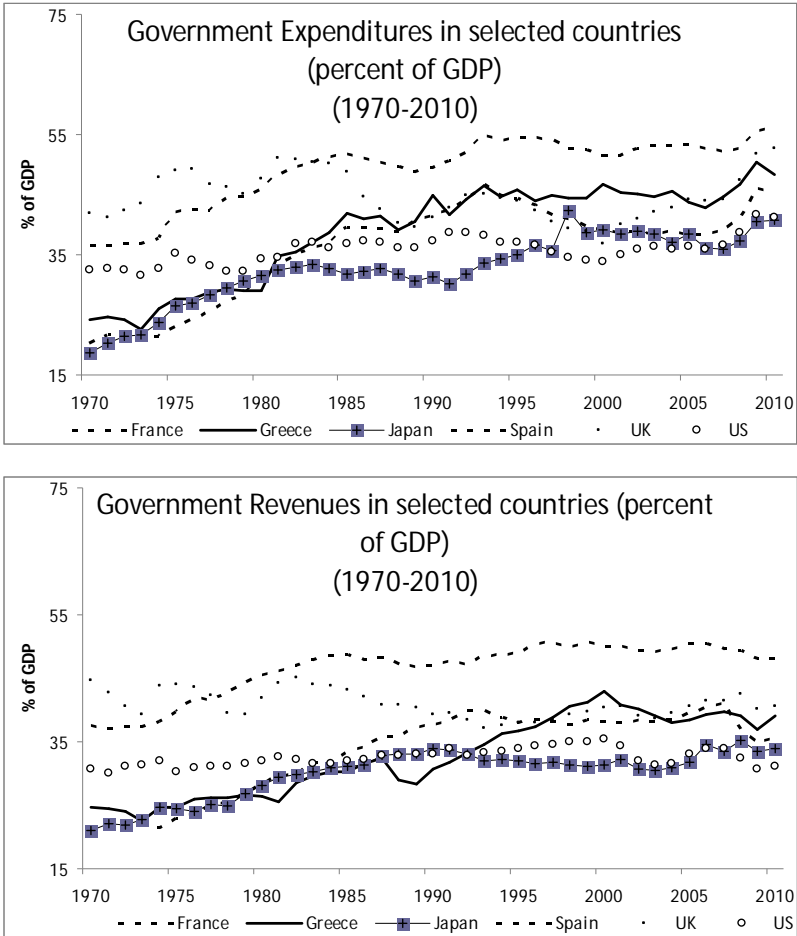 Government Expenditures in selected countries
(percent of GDP)
(1970-2010)
% of GDP
75
55
35
15
1970 1975 1980 1985 1990 1995 2000 2005 2010
France Greece Japan Spain UK US
Government Revenues in selected countries (percent
of GDP)
(1970-2010)
% of GDP
75
55
35
15
1970 1975 1980 1985 1990 1995 2000 2005 2010
France Greece Japan Spain UK US